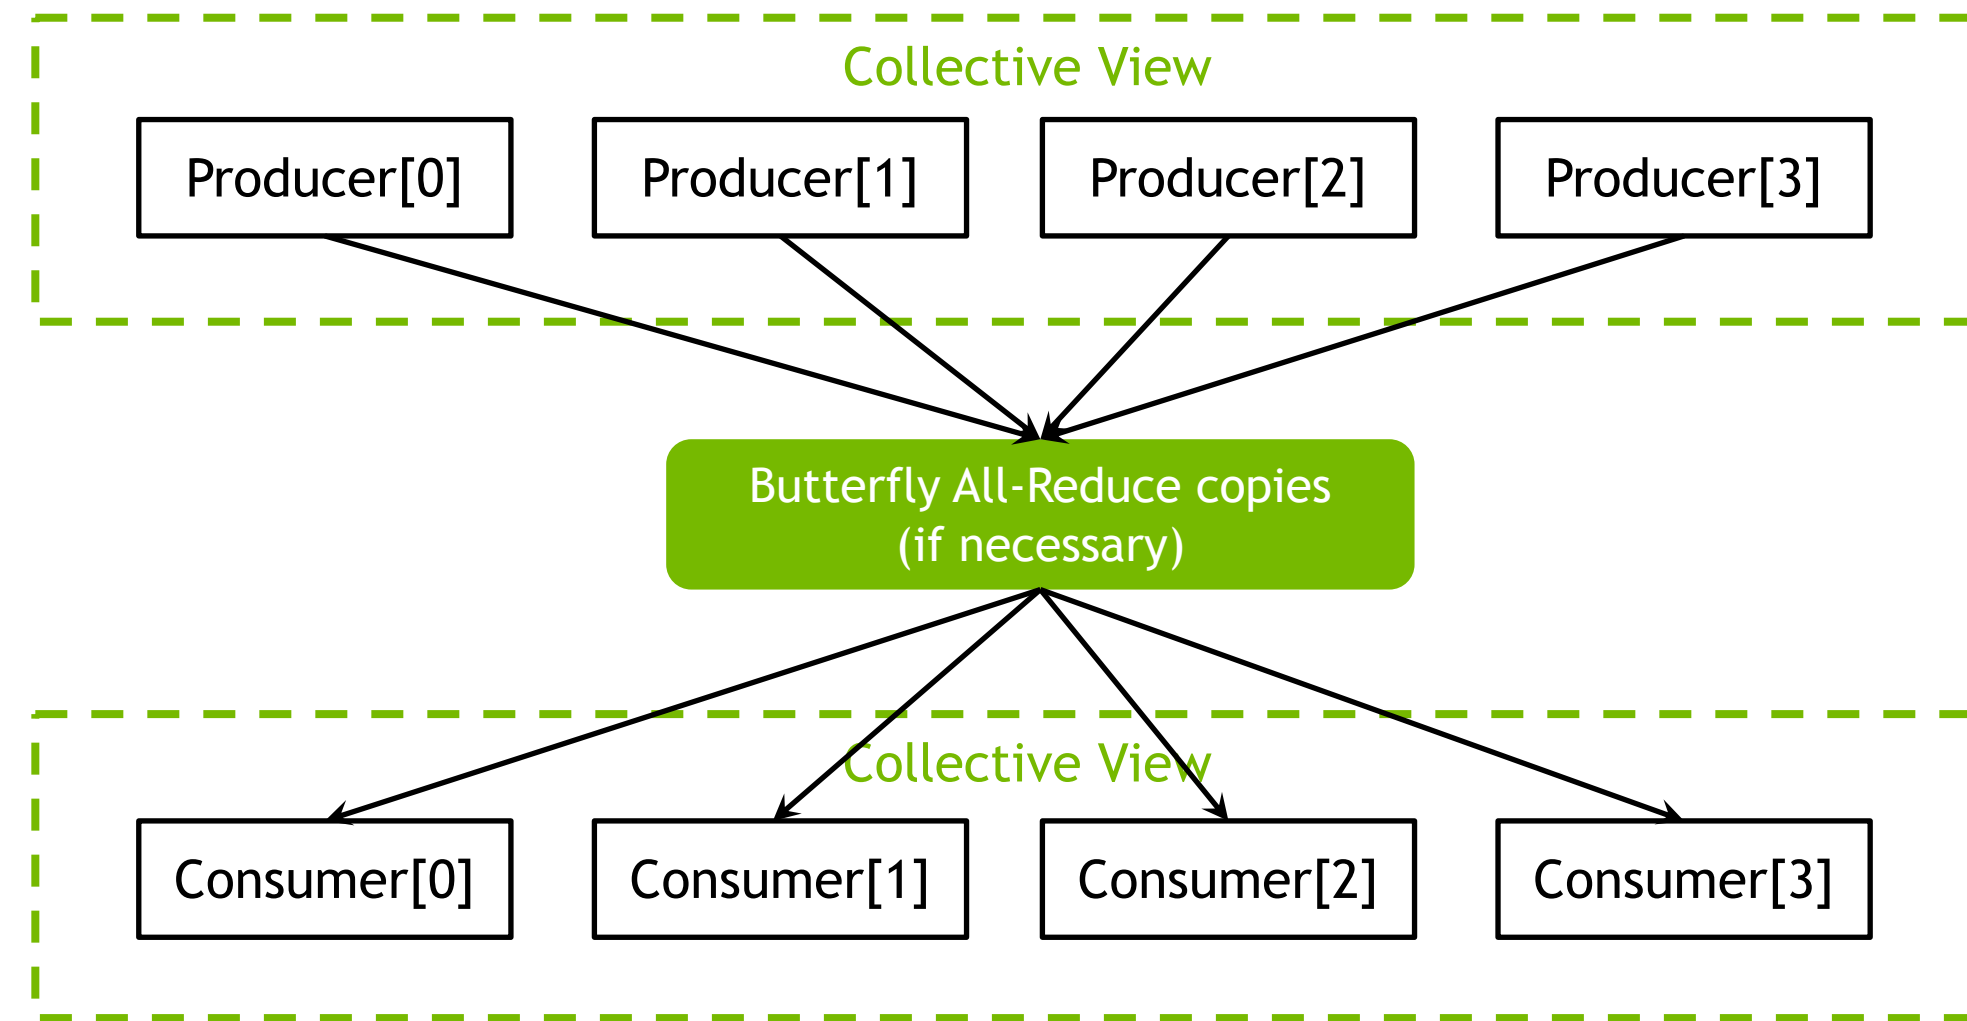 Collective View
Producer[0]
Producer[1]
Producer[2]
Producer[3]
Butterfly All-Reduce copies
(if necessary)
Collective View
Consumer[0]
Consumer[1]
Consumer[2]
Consumer[3]